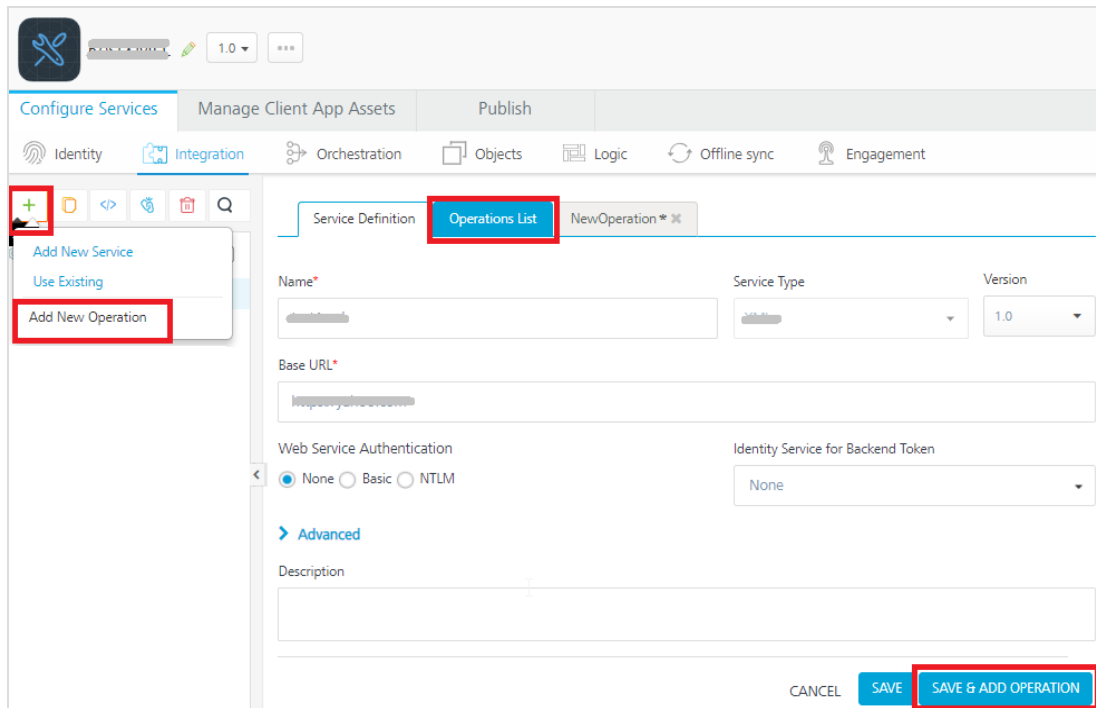 1.0
Configure Services Manage Client App Assets Publish
Identity Integration Orchestration Objects Logic Offline sync Engagement
Service Definition Operations List NewOperation *
Add New Service
Use Existing
Add New Operation
Name* Service Type Version
1.0
Base URL*
Web Service Authentication Identity Service for Backend Token
None Basic NTLM None
Advanced
Description
CANCEL SAVE SAVE & ADD OPERATION